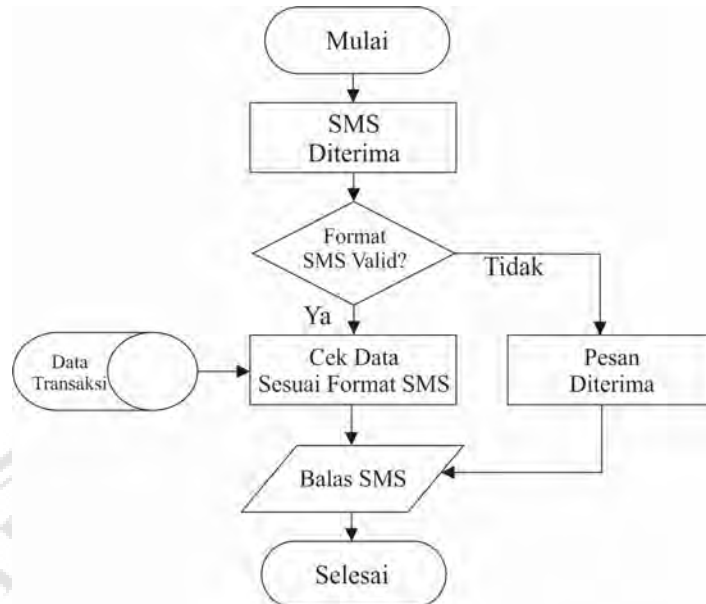 Mulai
SMS
Diterima
Format
SMS Valid?
Tidak
Ya
Data
Transaksi
Cek Data
Sesuai Format SMS
Pesan
Diterima
Balas SMS
Selesai